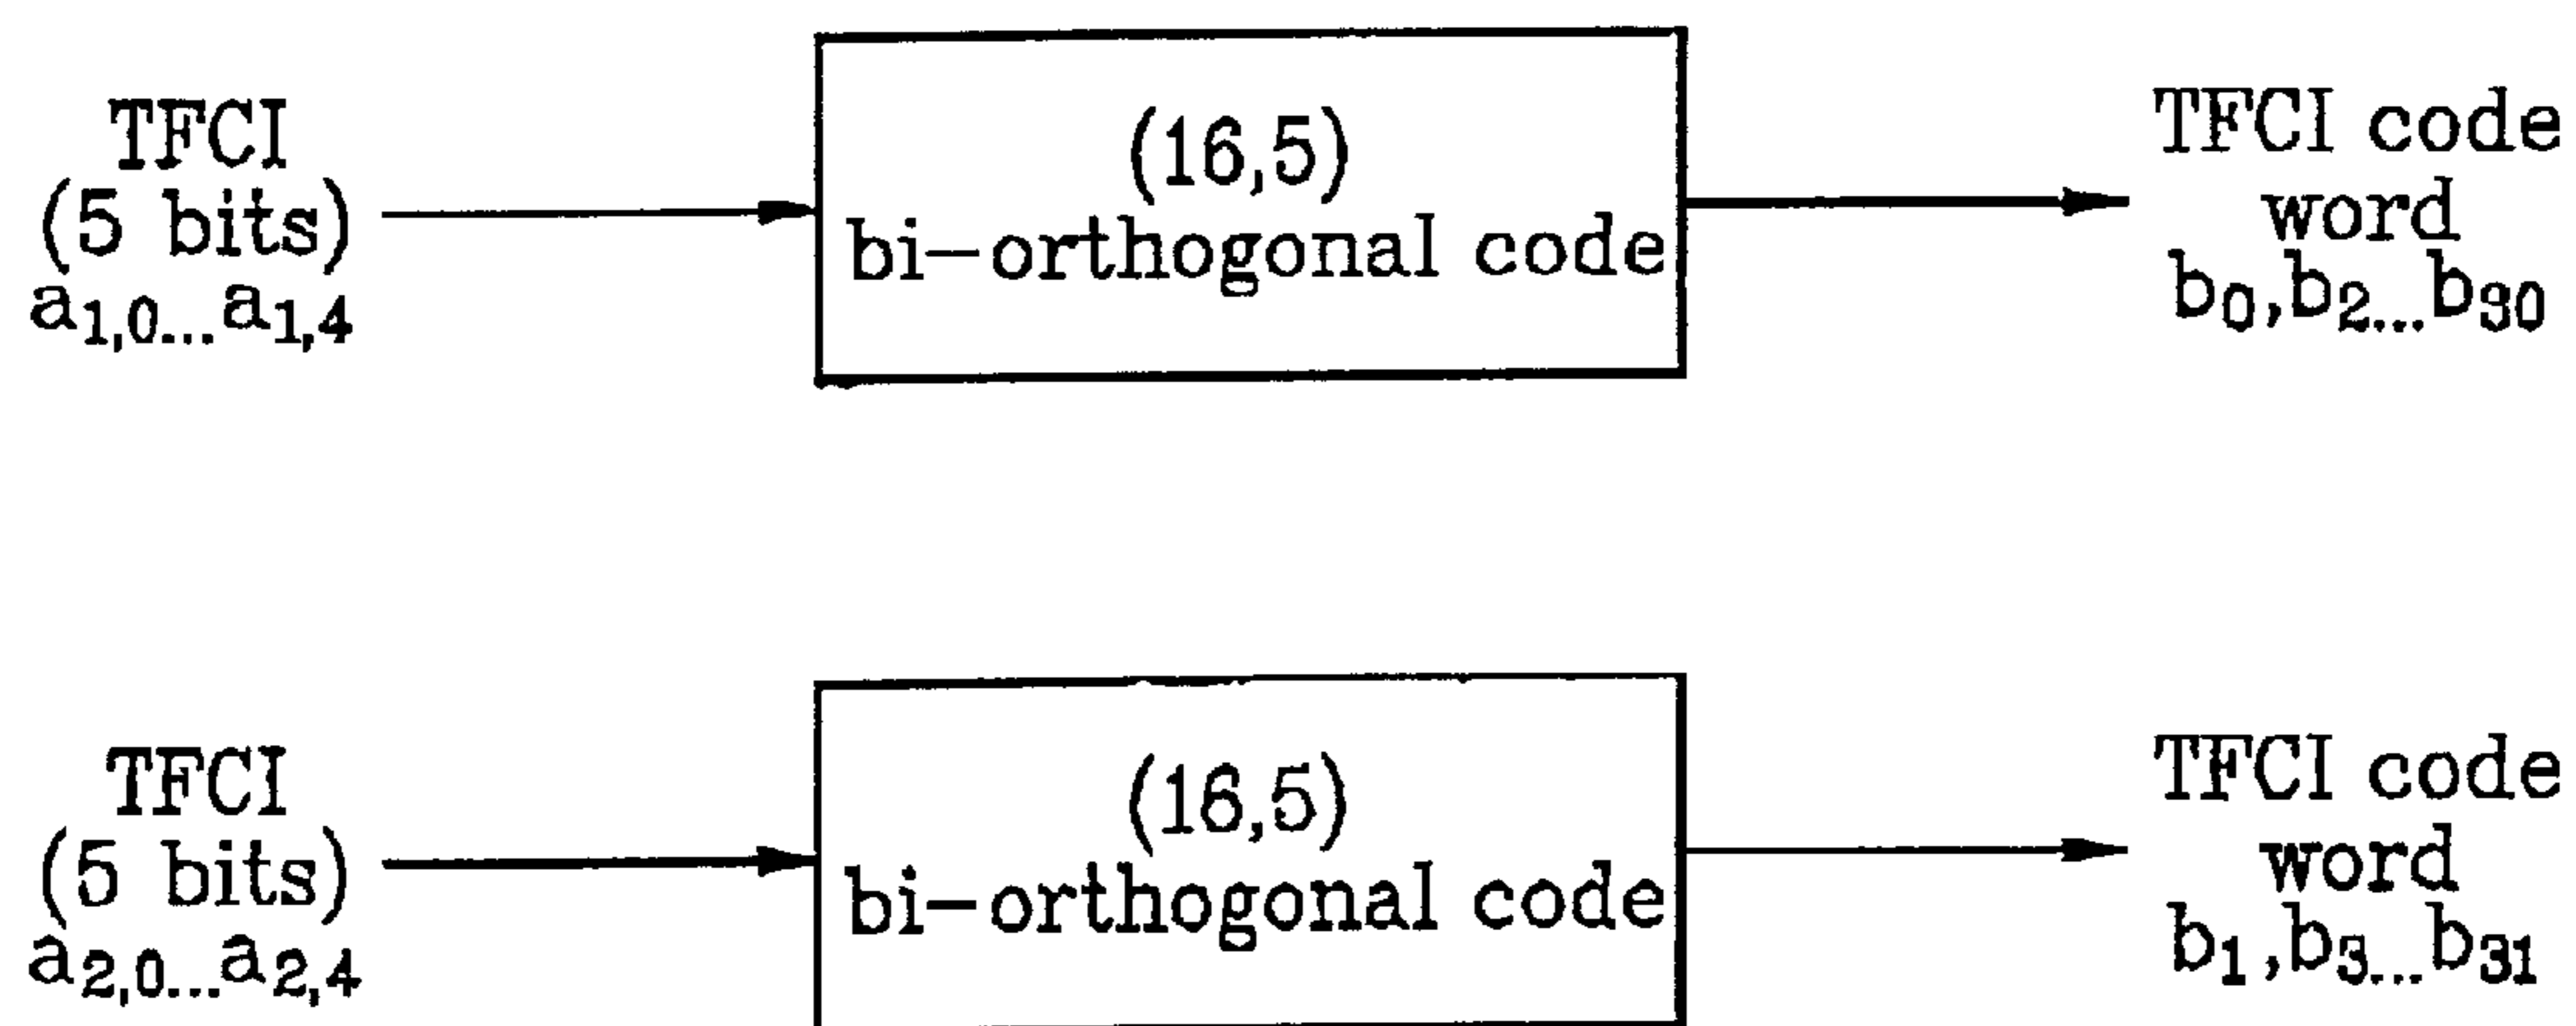 TFCI
(5 bits)
a1,0...a1,4
(16,5)
bi-orthogonal code
TFCI code
word
b0,b2...b30
TFCI
(5 bits)
a2,0...a2,4
(16,5)
bi-orthogonal code
TFCI code
word
b1,b3...b31